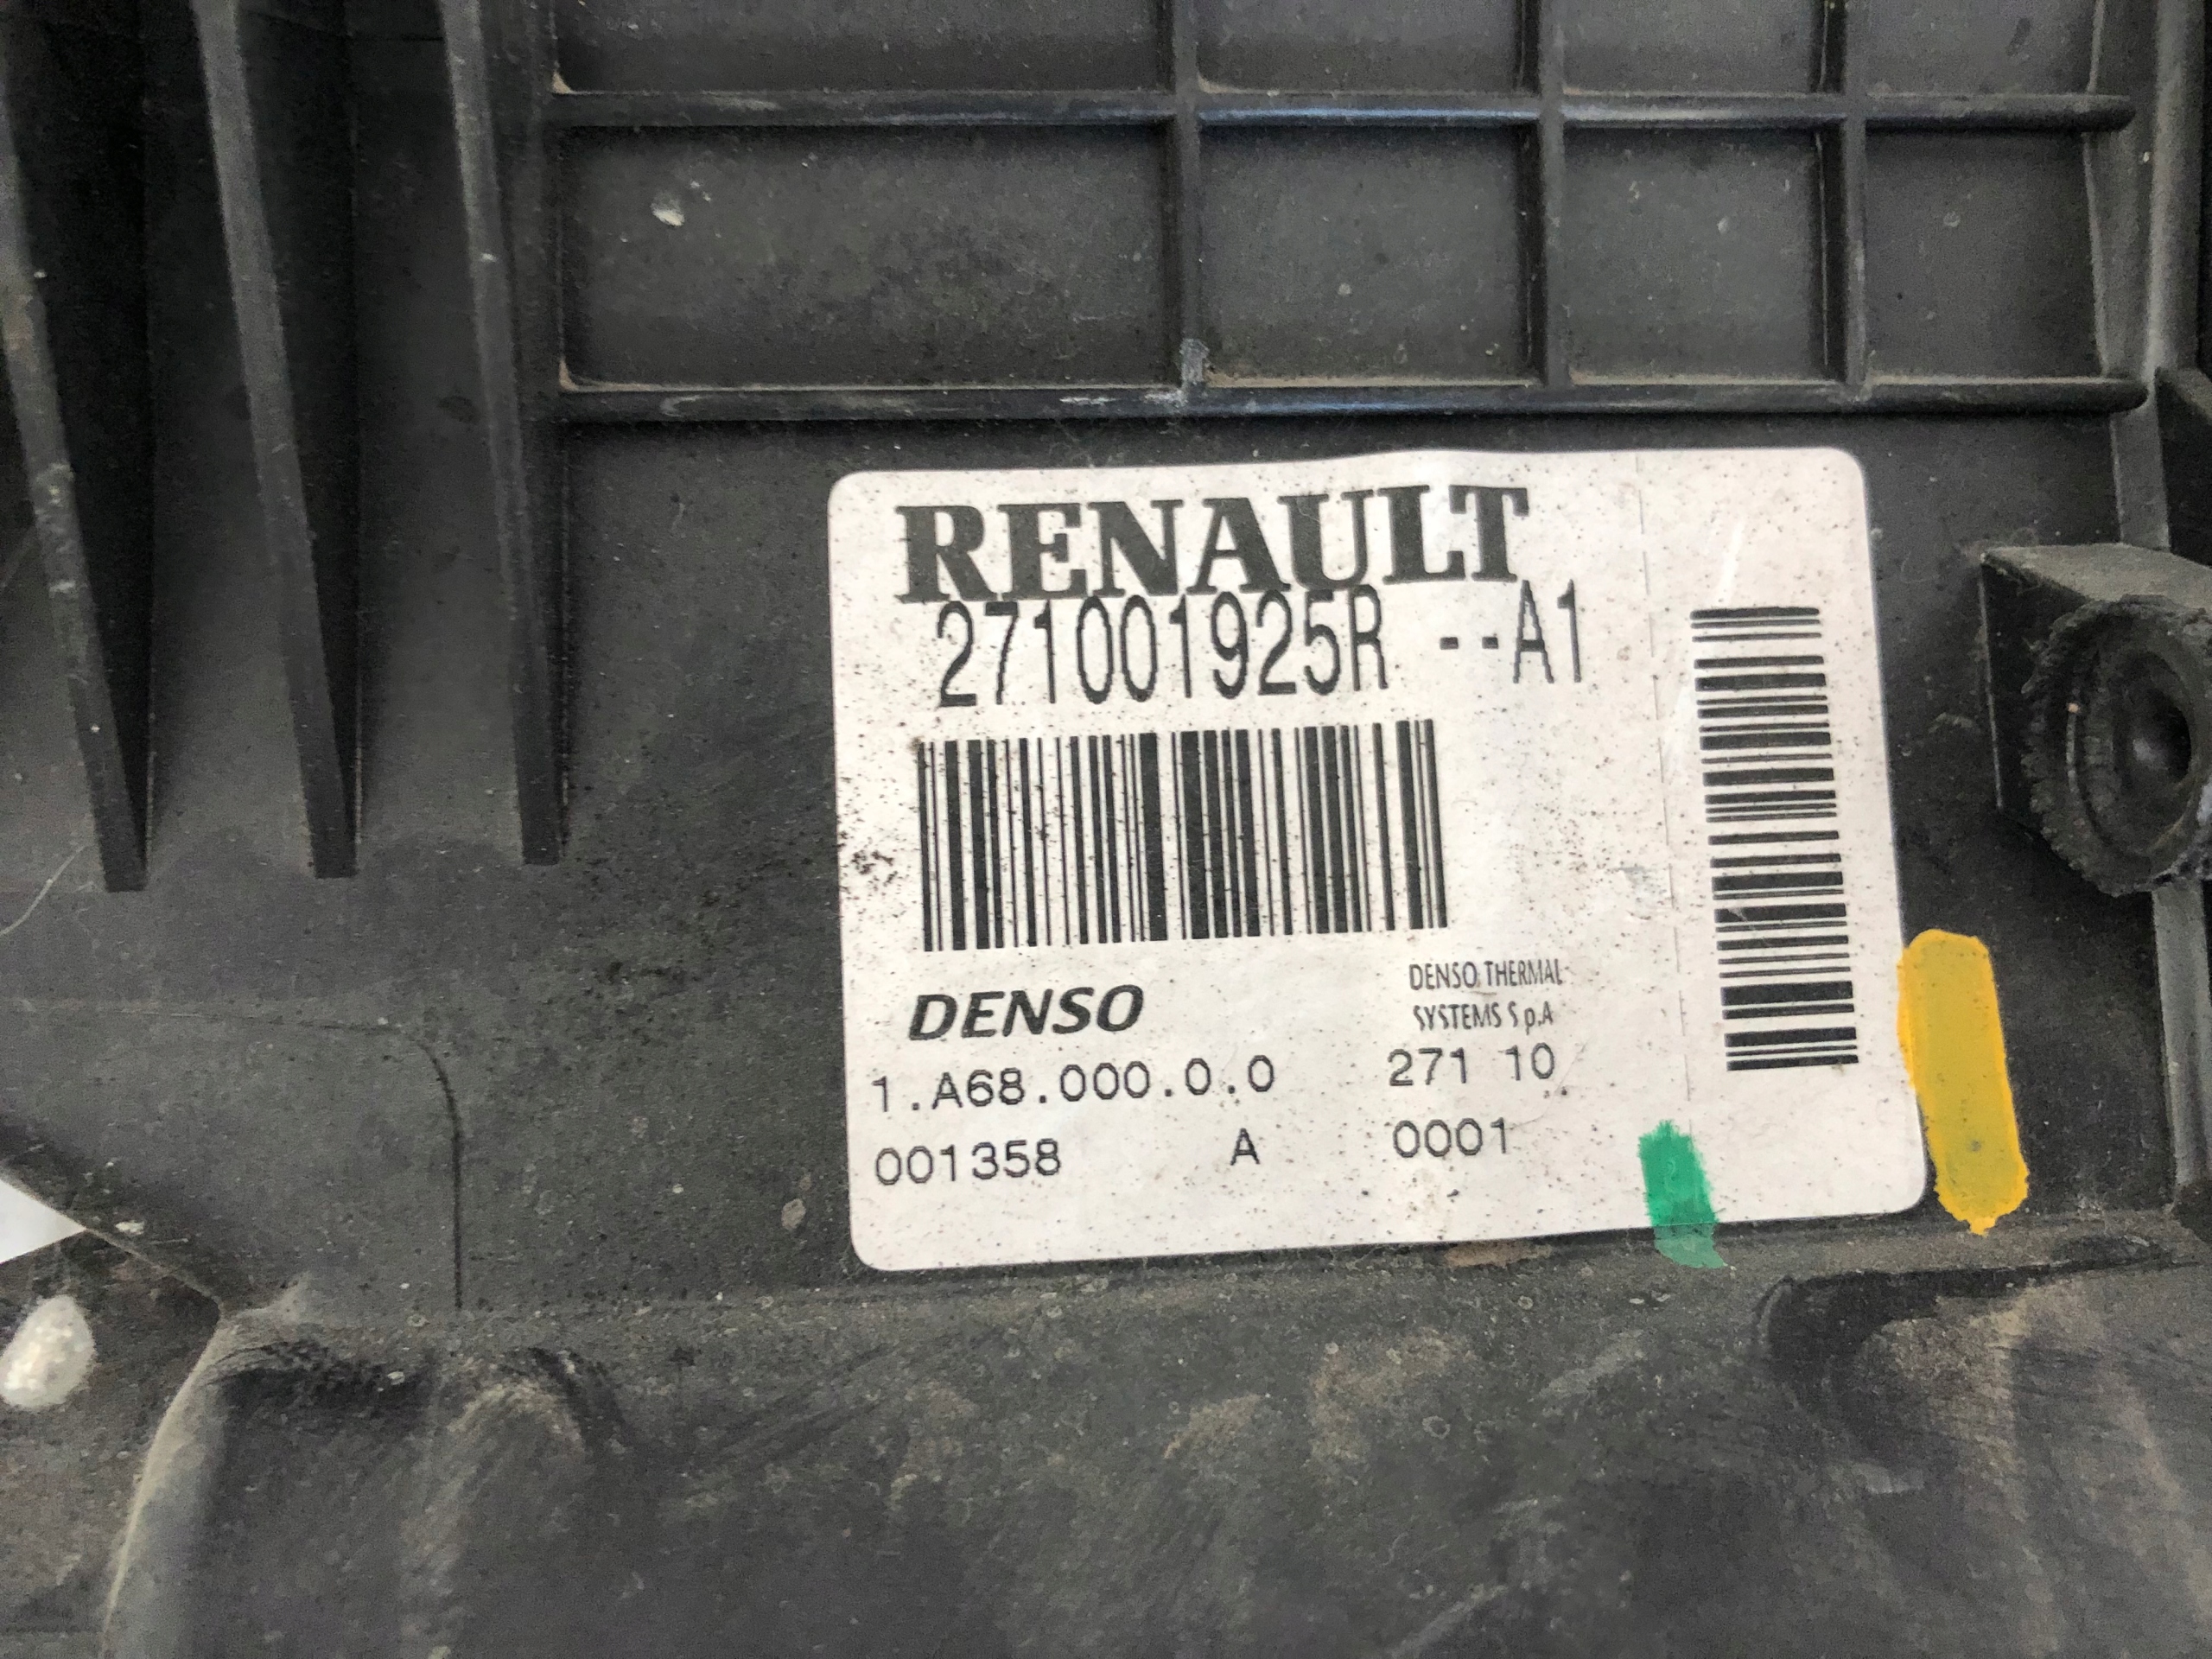 RENAULT
271001925R --A1
DENSO
DENSO THERMAL
SYSTEMS S.p.A
1.A68.000.0.0 271 10
001358 A 0001